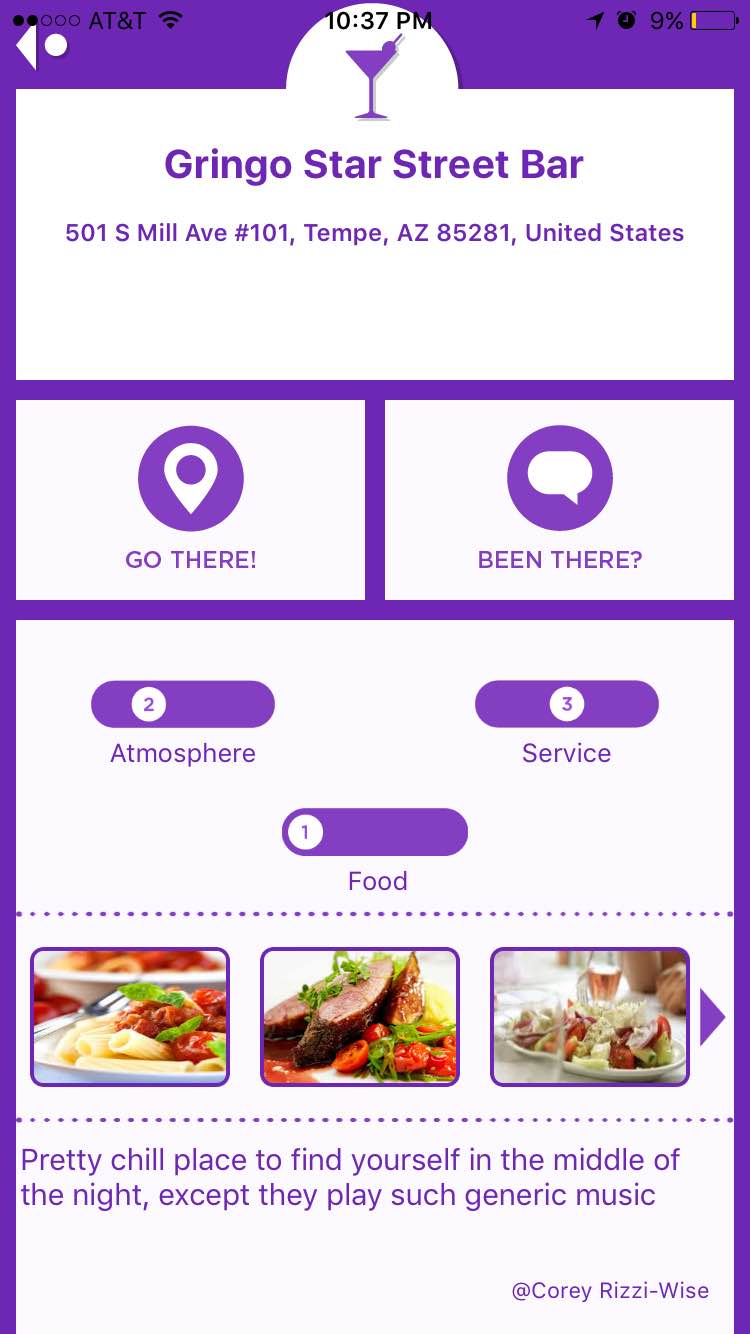 AT&T 10:37 PM 9%
Gringo Star Street Bar
501 S Mill Ave #101, Tempe, AZ 85281, United States
GO THERE! BEEN THERE?
2 3
Atmosphere Service
1
Food
Pretty chill place to find yourself in the middle of
the night, except they play such generic music
@Corey Rizzi-Wise